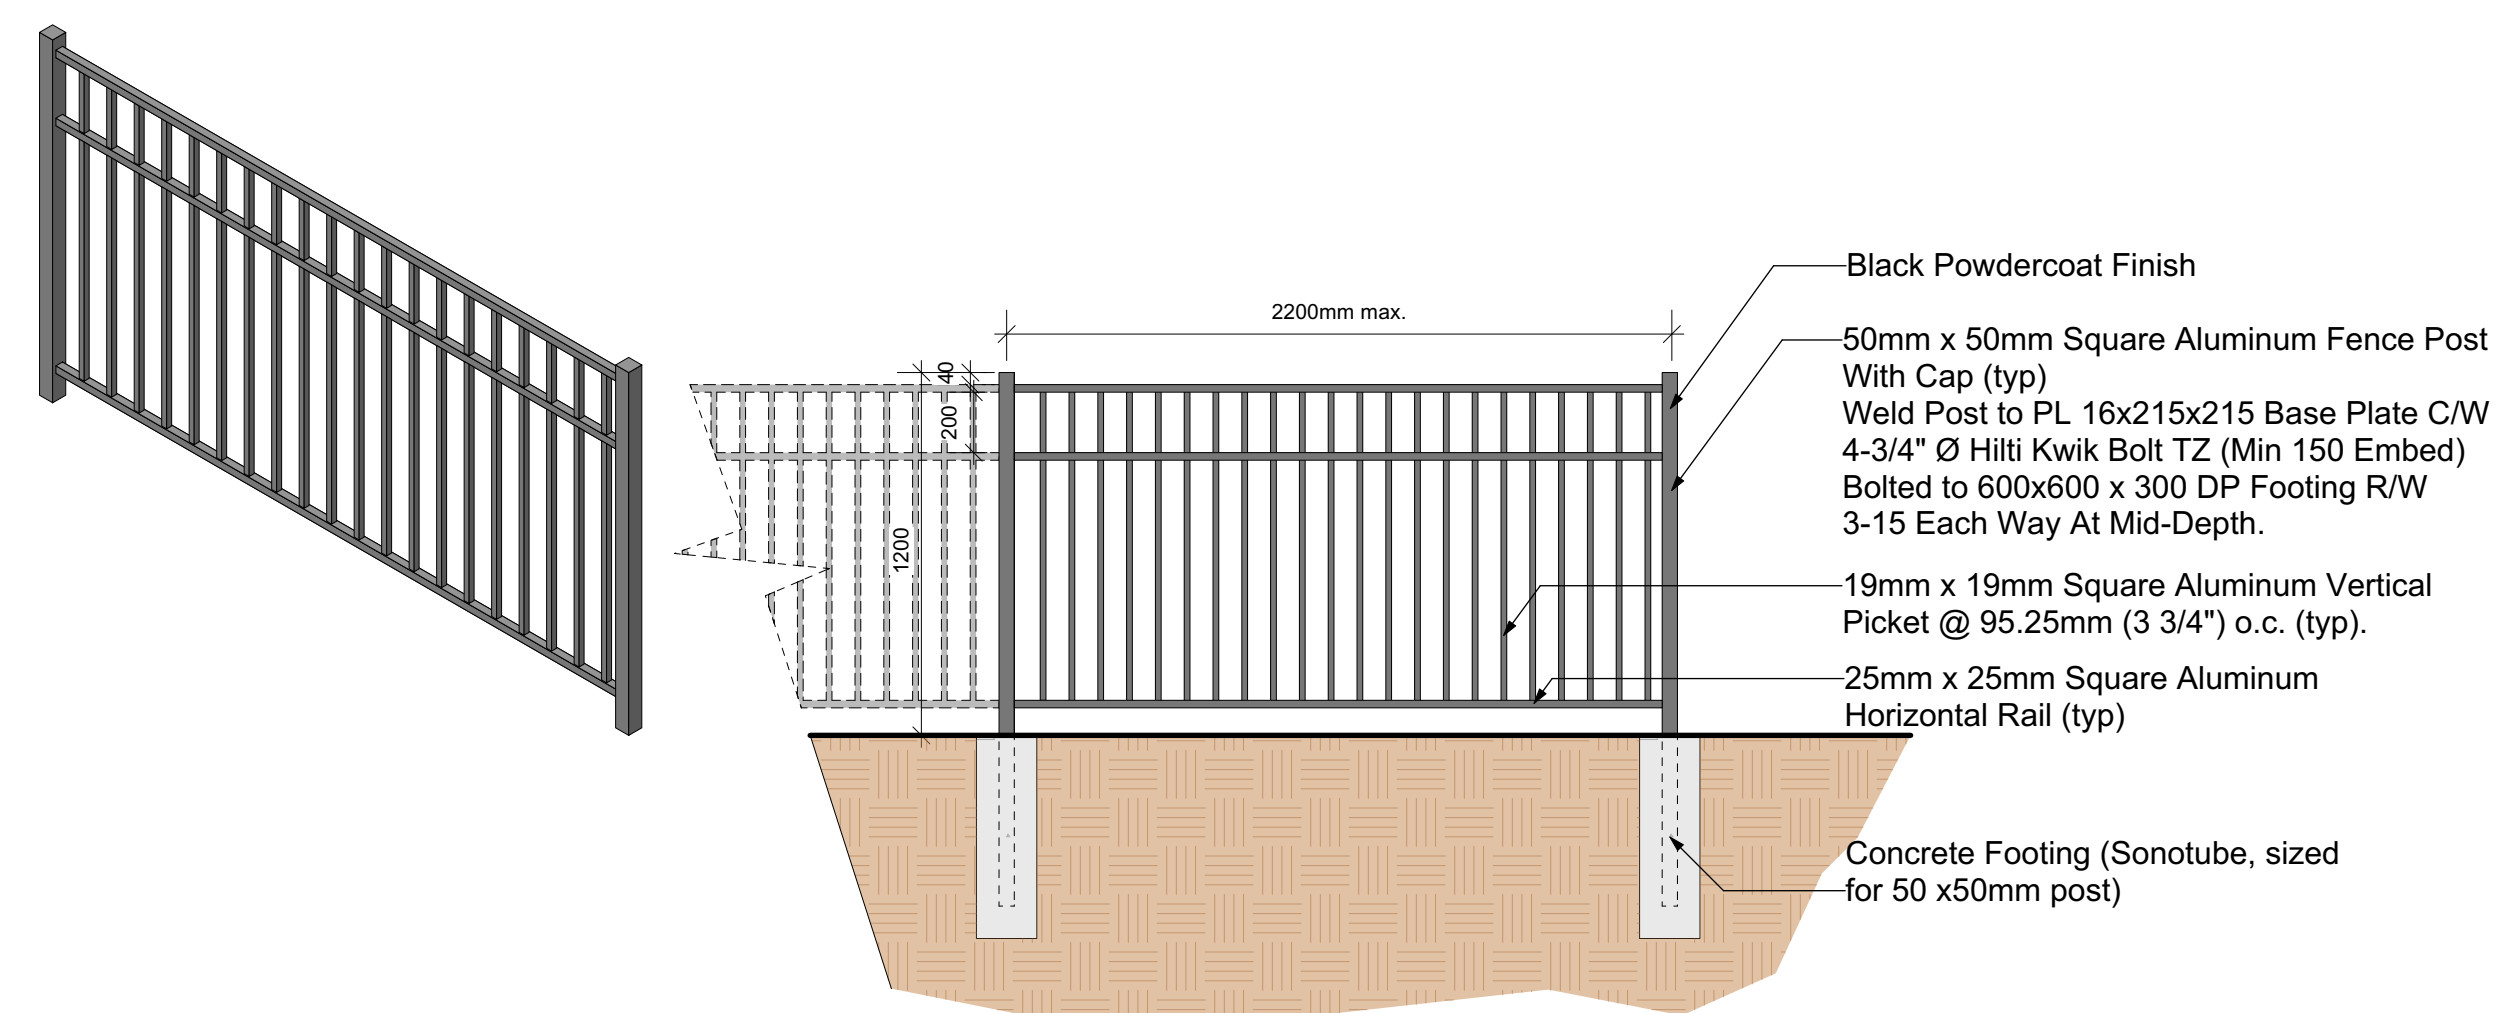 Black Powdercoat Finish
2200mm max.
50mm x 50mm Square Aluminum Fence Post
With Cap (typ)
Weld Post to PL 16x215x215 Base Plate C/W
4-3/4" Ø Hilti Kwik Bolt TZ (Min 150 Embed)
Bolted to 600x600 x 300 DP Footing R/W
3-15 Each Way At Mid-Depth.
40
200
1200
19mm x 19mm Square Aluminum Vertical
Picket @ 95.25mm (3 3/4") o.c. (typ).
25mm x 25mm Square Aluminum
Horizontal Rail (typ)
Concrete Footing (Sonotube, sized
for 50 x50mm post)